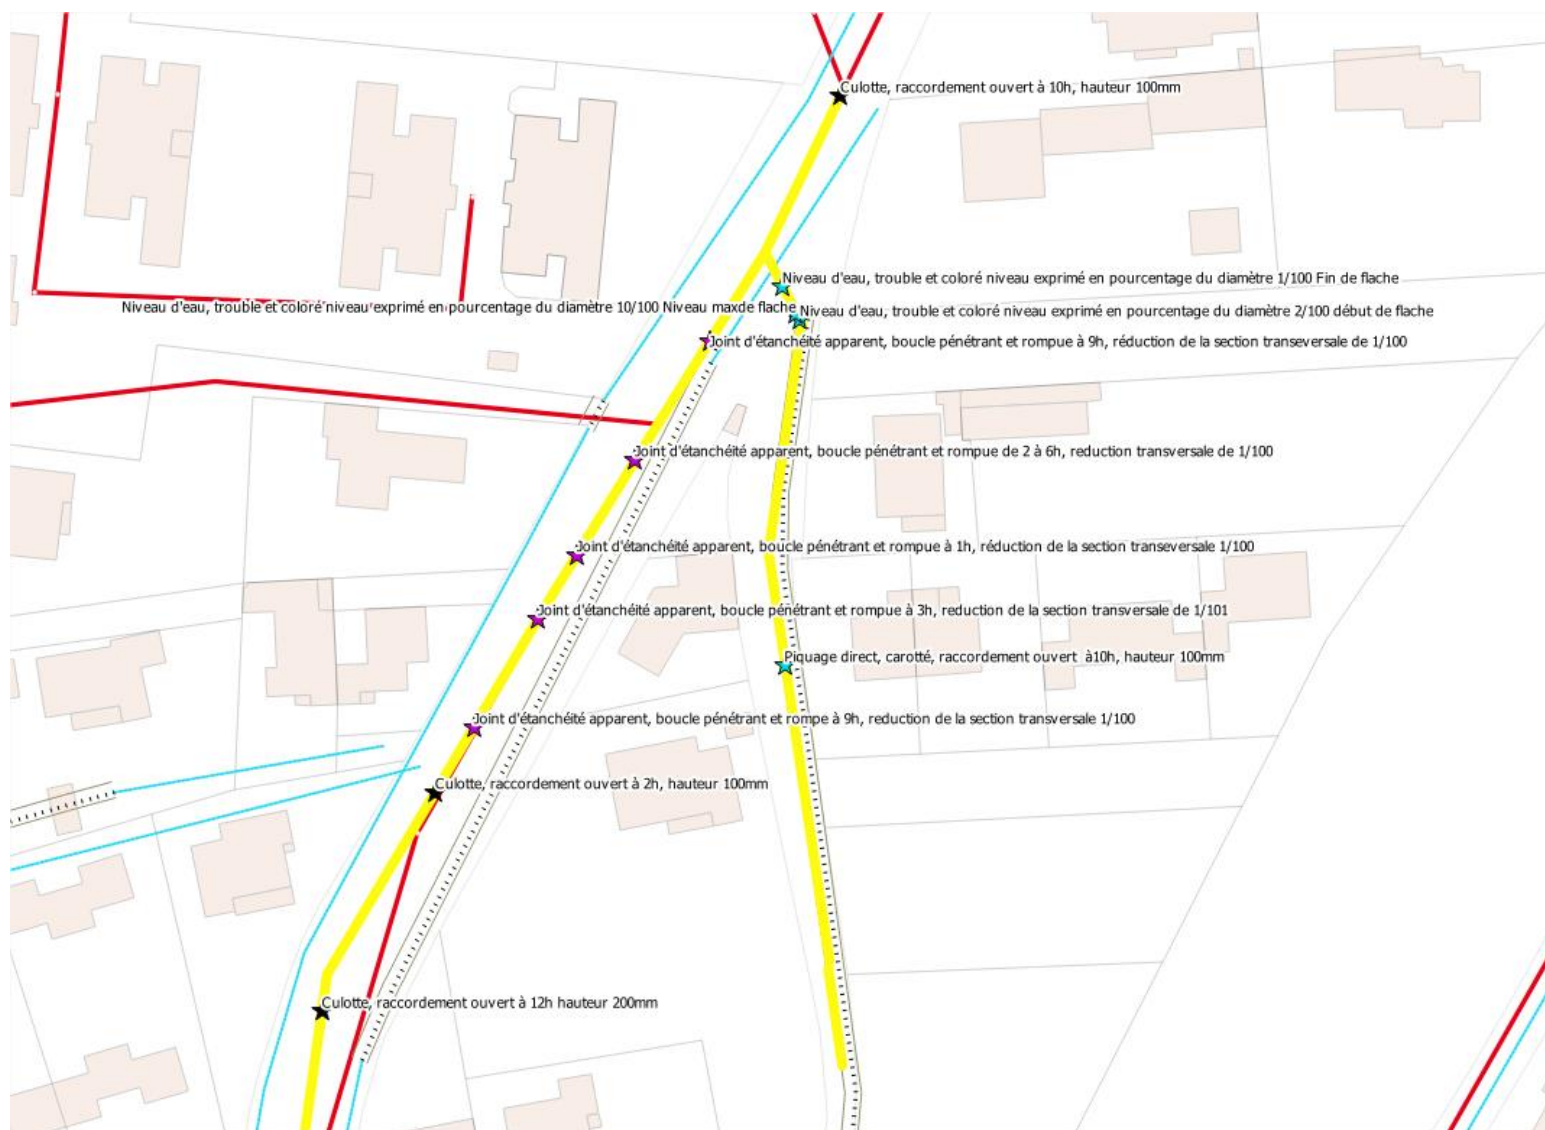 Culotte, raccordement ouvert à 10h, hauteur 100mm
Niveau d'eau, trouble et coloré niveau exprimé en pourcentage du diamètre 1/100 Fin de flache
Niveau d'eau, trouble et coloré niveau exprimé en pourcentage du diamètre 10/100 Niveau maxde flache
Niveau d'eau, trouble et coloré niveau exprimé en pourcentage du diamètre 2/100 début de flache
Joint d'étanchéité apparent, boucle pénétrant et rompue à 9h, réduction de la section transeversale de 1/100
Joint d'étanchéité apparent, boucle pénétrant et rompue de 2 à 6h, reduction transversale de 1/100
Joint d'étanchéité apparent, boucle pénétrant et rompue à 1h, réduction de la section transeversale 1/100
Joint d'étanchéité apparent, boucle pénétrant et rompue à 3h, reduction de la section transversale de 1/101
Piquage direct, carotté, raccordement ouvert à10h, hauteur 100mm
Joint d'étanchéité apparent, boucle pénétrant et rompe à 9h, reduction de la section transversale 1/100
Culotte, raccordement ouvert à 2h, hauteur 100mm
Culotte, raccordement ouvert à 12h hauteur 200mm